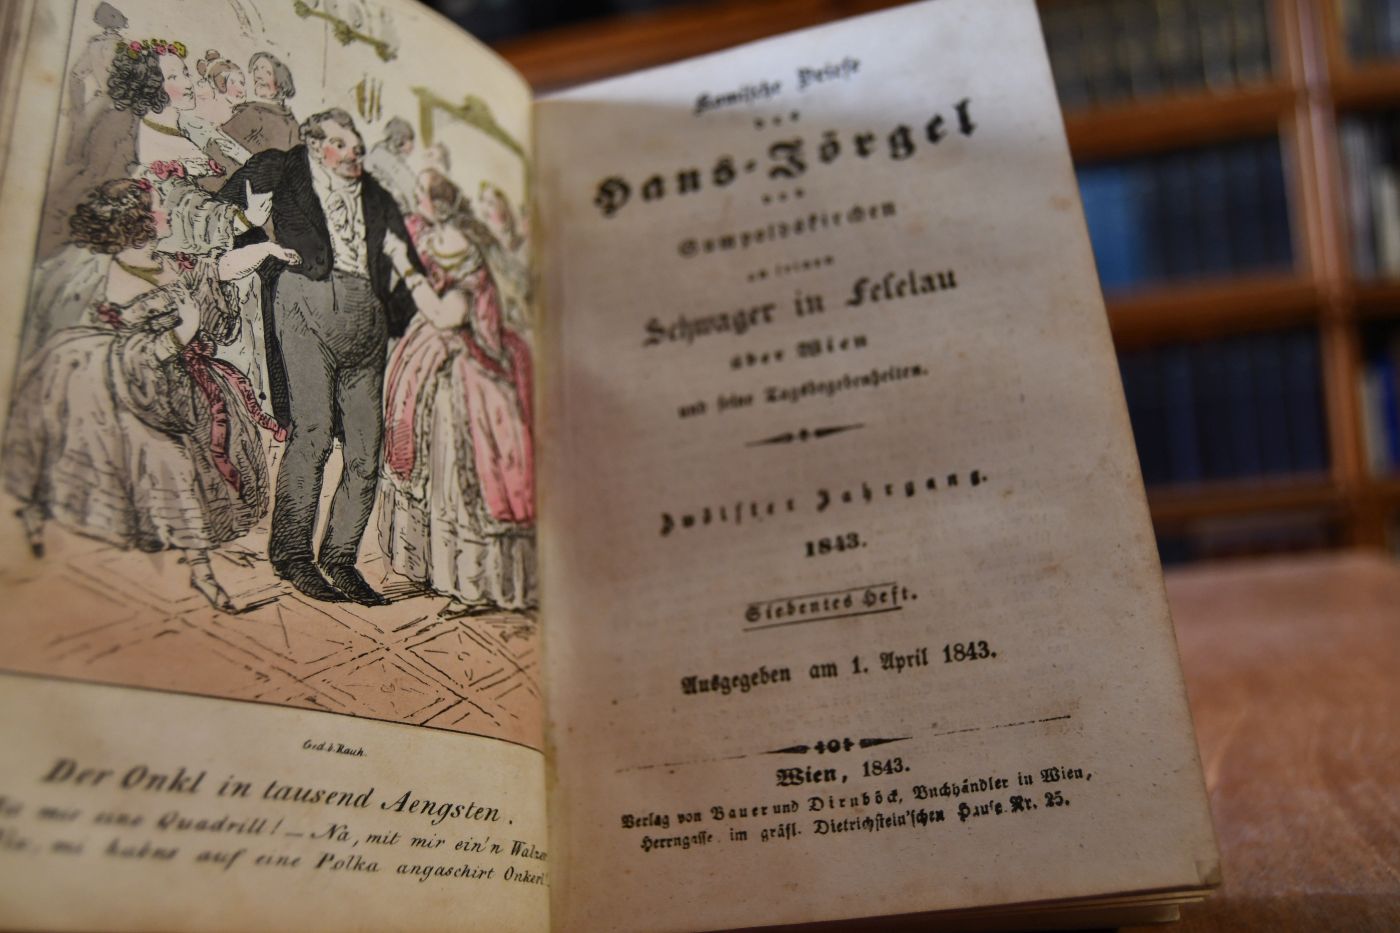 Ged. b. Rauh.
Der Onkl in tausend Aengsten.
mir eine Quadrill! — Na, mit mir ein'n Walzer
mi habns auf eine Polka angaschirt Onkerl!
Komische Briefe
des
Hans-Jörgel
von
Gumpoldskirchen
an seinen
Schwager in Feselau
über Wien
und seine Tagsbegebenheiten.
Zwölfter Jahrgang.
1843.
Siebentes Heft.
Ausgegeben am 1. April 1843.
Wien, 1843.
Verlag von Bauer und Dirnböck, Buchhändler in Wien,
Herrngasse im gräfl. Dietrichstein'schen Hause Nr. 25.